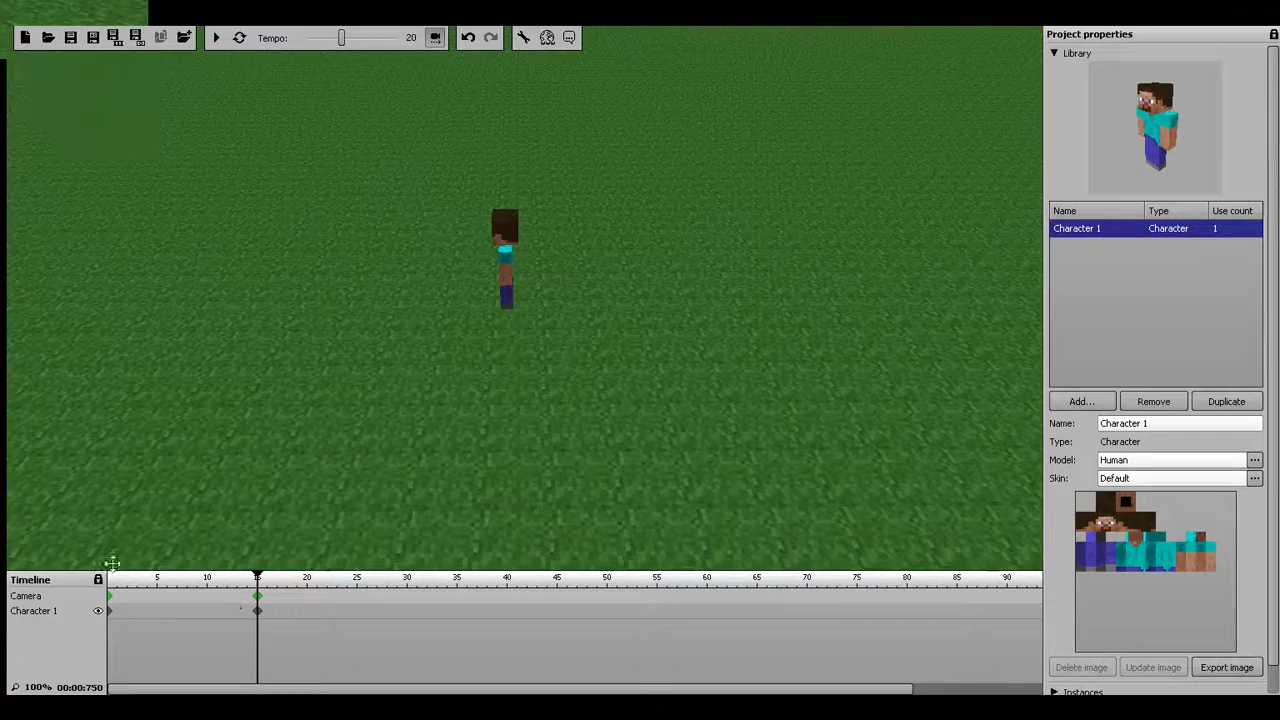 Tempo: 20
Project properties
Library
Name Type Use count
Character 1 Character 1
Add... Remove Duplicate
Name: Character 1
Type: Character
Model: Human ...
Skin: Default ...
Delete image Update image Export image
Instances
Timeline 5 10 15 20 25 30 35 40 45 50 55 60 65 70 75 80 85 90
Camera
Character 1
100% 00:00:750